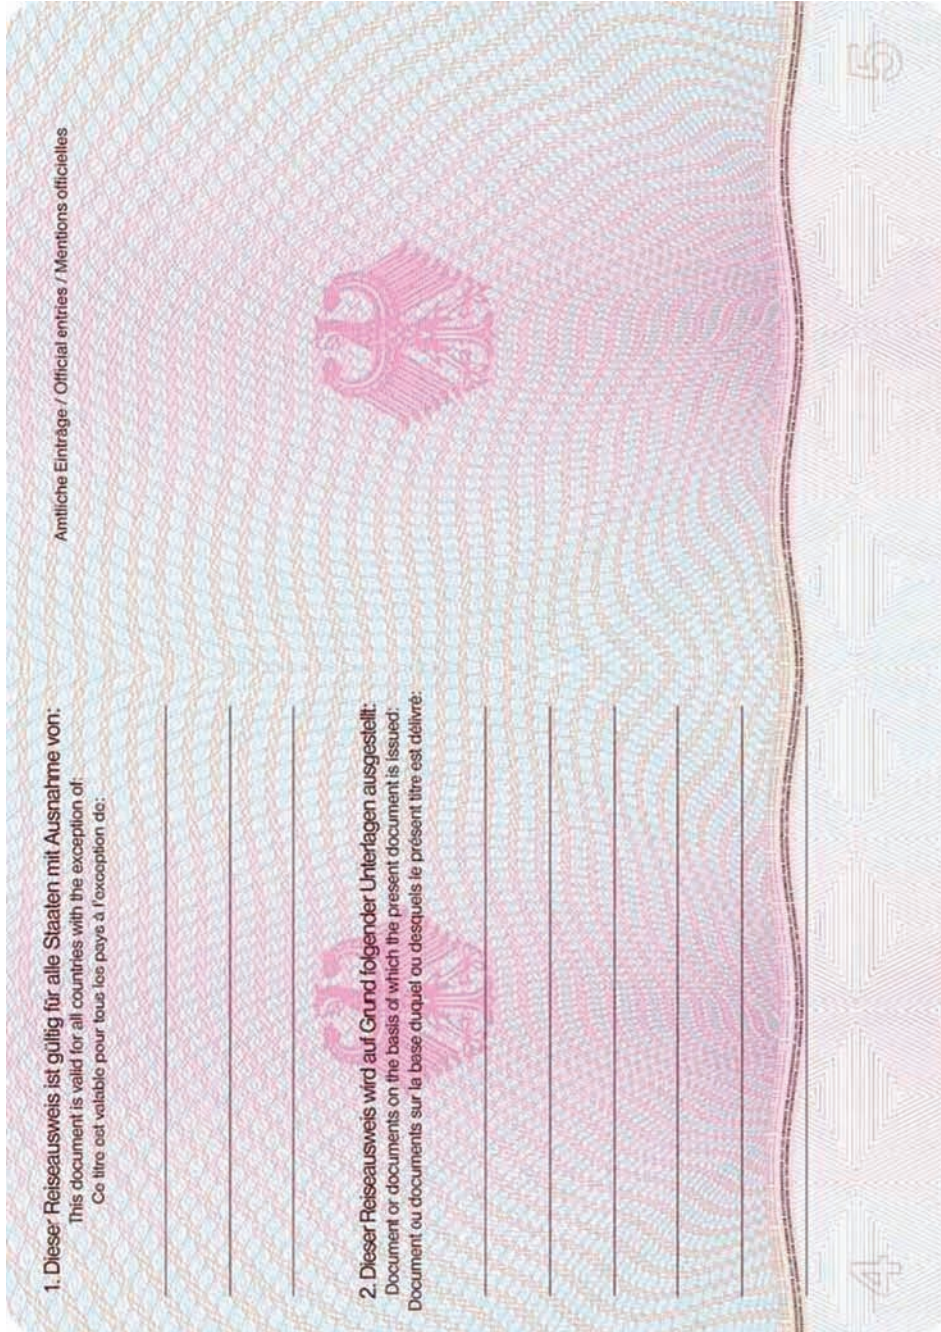 1. Dieser Reiseausweis ist gültig für alle Staaten mit Ausnahme von:
This document is valid for all countries with the exception of:
Ce titre est valable pour tous les pays à l'exception de:
2. Dieser Reiseausweis wird auf Grund folgender Unterlagen ausgestellt:
Document or documents on the basis of which the present document is issued:
Document ou documents sur la base duquel ou desquels le présent titre est délivré:
4
Amtliche Einträge / Official entries / Mentions officielles
5